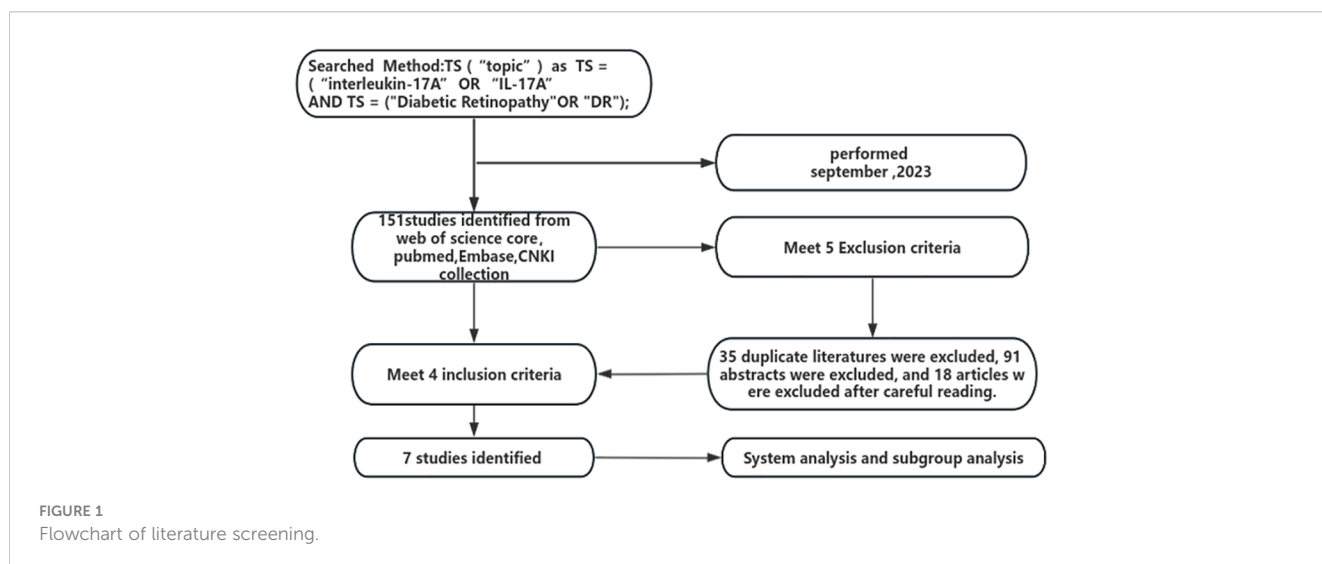 Searched Method:TS ( “topic” ) as TS =
( “interleukin-17A” OR “IL-17A”
AND TS = ("Diabetic Retinopathy"OR "DR");
performed
september ,2023
151studies identified from
web of science core,
pubmed,Embase,CNKI
collection
Meet 5 Exclusion criteria
35 duplicate literatures were excluded, 91
abstracts were excluded, and 18 articles w
ere excluded after careful reading.
Meet 4 inclusion criteria
7 studies identified
System analysis and subgroup analysis
FIGURE 1
Flowchart of literature screening.